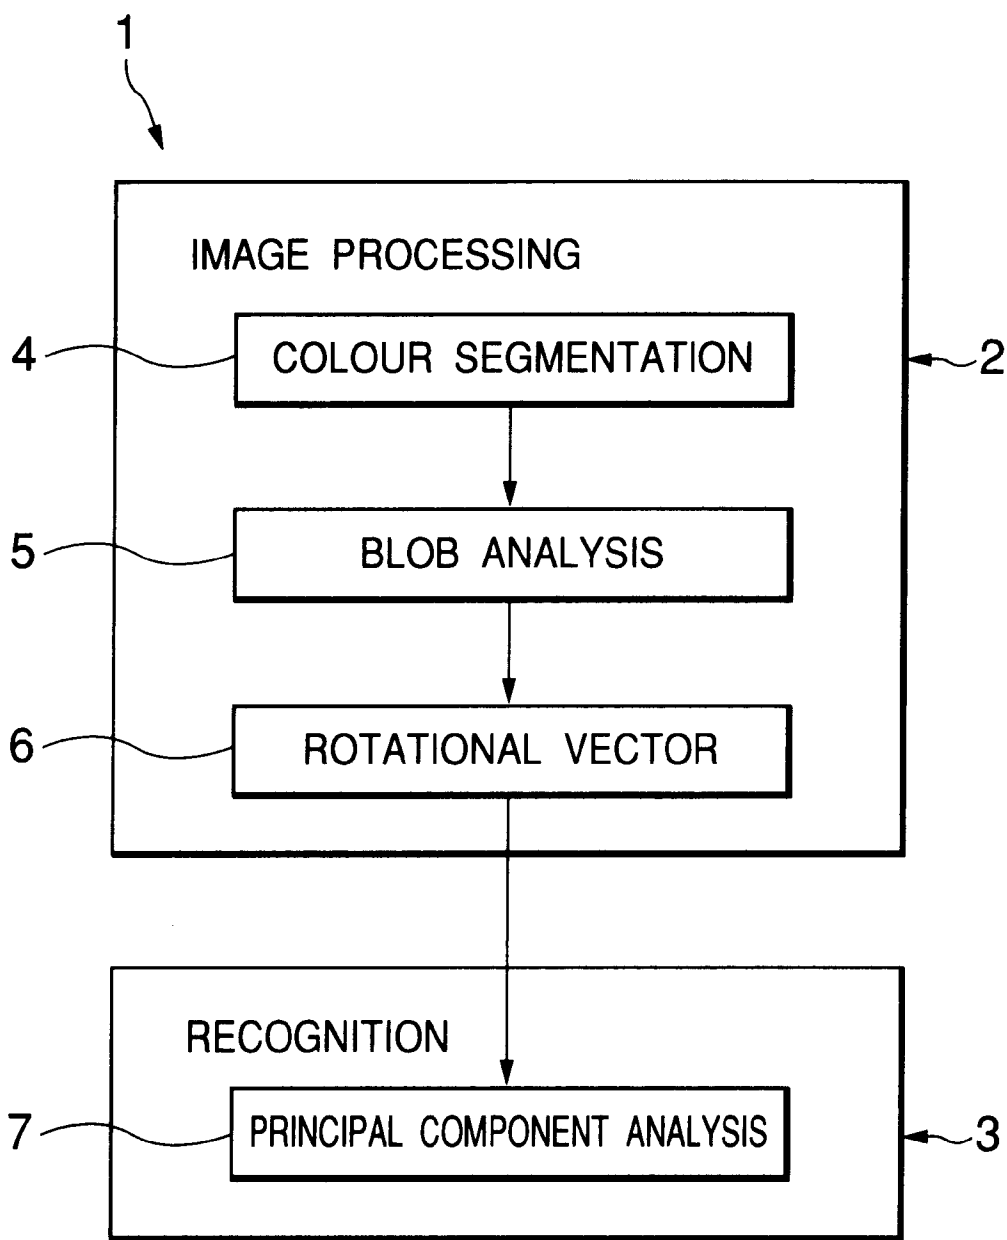 1
IMAGE PROCESSING
4
COLOUR SEGMENTATION
2
5
BLOB ANALYSIS
6
ROTATIONAL VECTOR
RECOGNITION
7
PRINCIPAL COMPONENT ANALYSIS
3